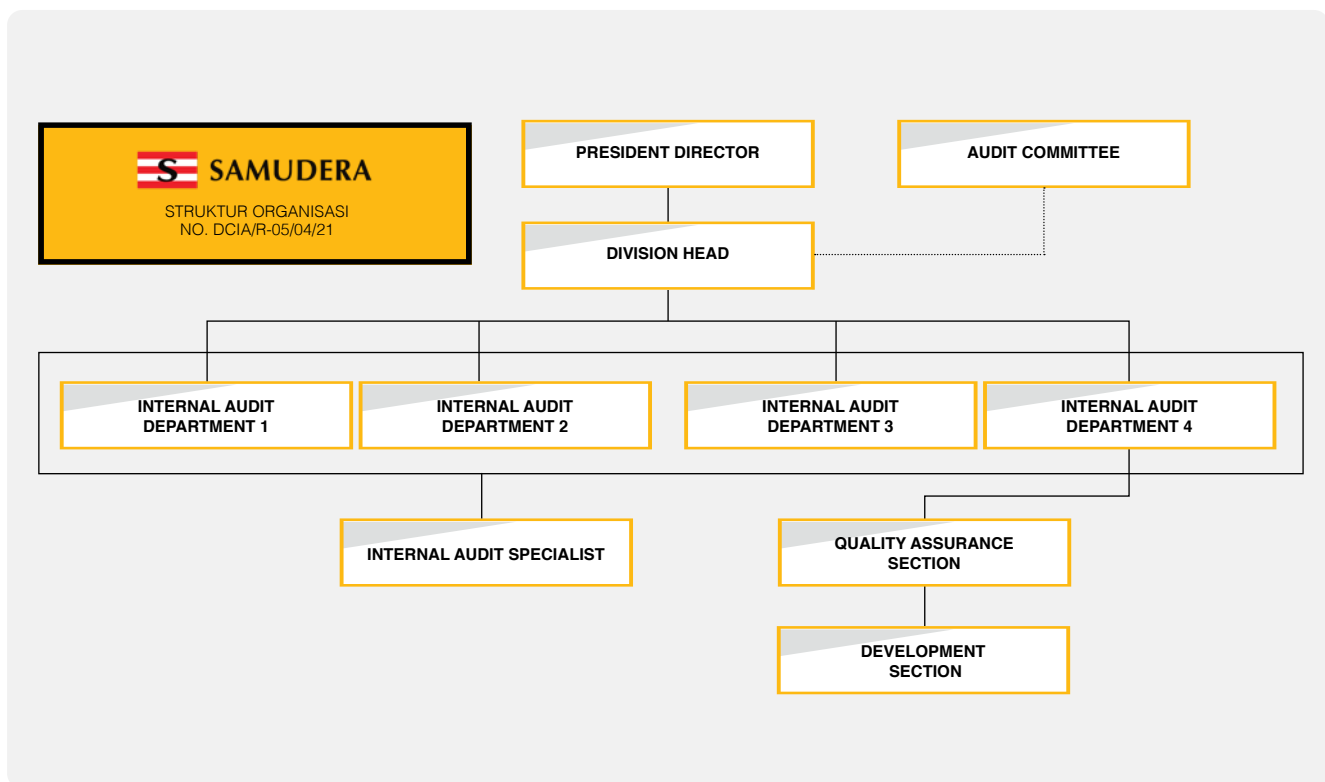 S SAMUDERA
STRUKTUR ORGANISASI
NO. DCIA/R-05/04/21
PRESIDENT DIRECTOR
AUDIT COMMITTEE
DIVISION HEAD
INTERNAL AUDIT
DEPARTMENT 1
INTERNAL AUDIT
DEPARTMENT 2
INTERNAL AUDIT
DEPARTMENT 3
INTERNAL AUDIT
DEPARTMENT 4
INTERNAL AUDIT SPECIALIST
QUALITY ASSURANCE
SECTION
DEVELOPMENT
SECTION